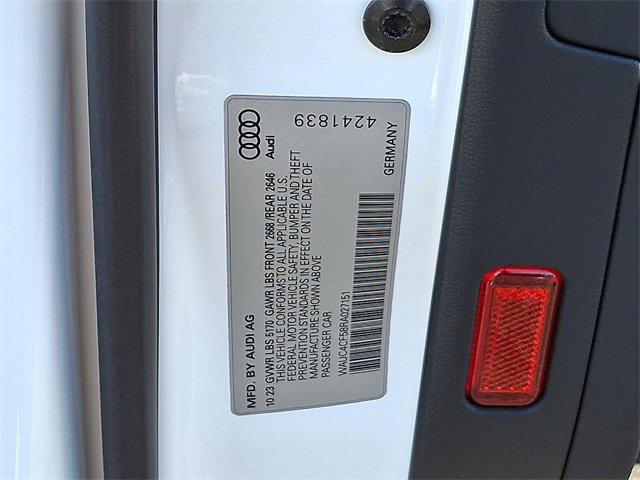 Audi
4241839
MFD. BY AUDI AG
GERMANY
10 23 GVWR LBS 5170 GAWR LBS FRONT 2668 /REAR 2646
THIS VEHICLE CONFORMS TO ALL APPLICABLE U.S.
FEDERAL MOTOR VEHICLE SAFETY, BUMPER AND THEFT
PREVENTION STANDARDS IN EFFECT ON THE DATE OF
MANUFACTURE SHOWN ABOVE
PASSENGER CAR
WAUC4CF58RA027151